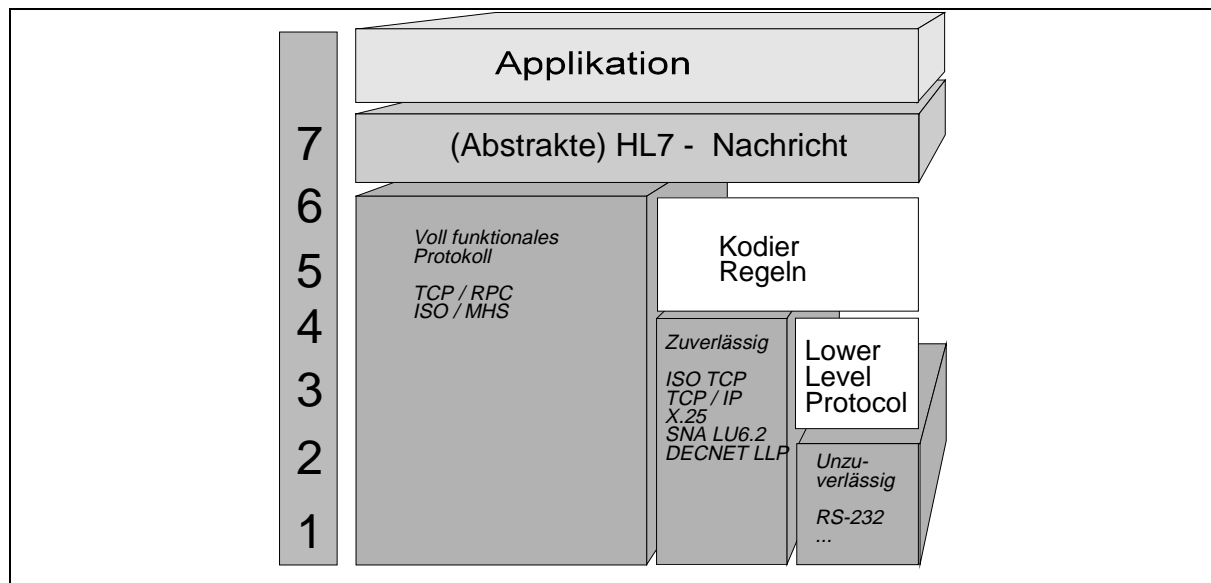 Applikation
(Abstrakte) HL7 - Nachricht
7
6
5
4
3
2
1
Voll funktionales
Protokoll
TCP / RPC
ISO / MHS
Kodier
Regeln
Zuverlässig
ISO TCP
TCP / IP
X.25
SNA LU6.2
DECNET LLP
Lower
Level
Protocol
Unzu-
verlässig
RS-232
...